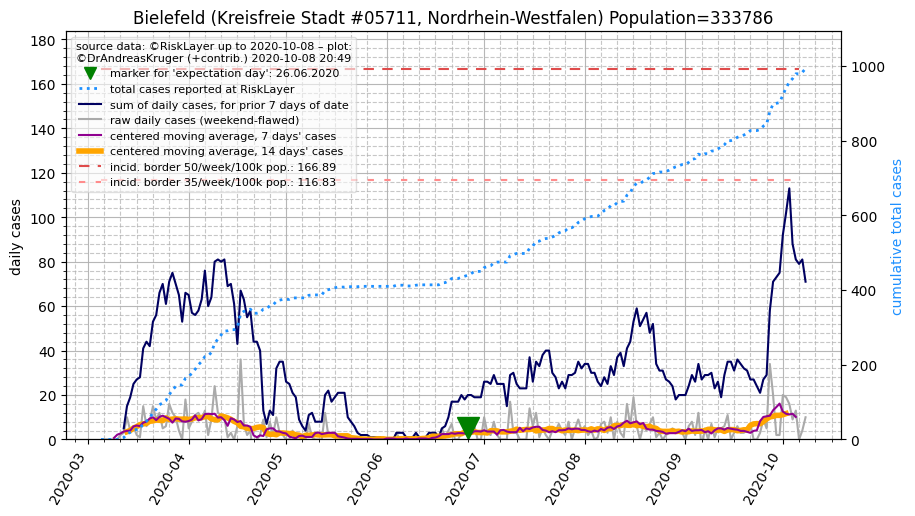 Bielefeld (Kreisfreie Stadt #05711, Nordrhein-Westfalen) Population=333786
source data: ©RiskLayer up to 2020-10-08 – plot:
©DrAndreasKruger (+contrib.) 2020-10-08 20:49
marker for 'expectation day': 26.06.2020
total cases reported at RiskLayer
sum of daily cases, for prior 7 days of date
raw daily cases (weekend-flawed)
centered moving average, 7 days' cases
centered moving average, 14 days' cases
incid. border 50/week/100k pop.: 166.89
incid. border 35/week/100k pop.: 116.83
daily cases
180
160
140
120
100
80
60
40
20
0
cumulative total cases
1000
800
600
400
200
0
2020-03
2020-04
2020-05
2020-06
2020-07
2020-08
2020-09
2020-10